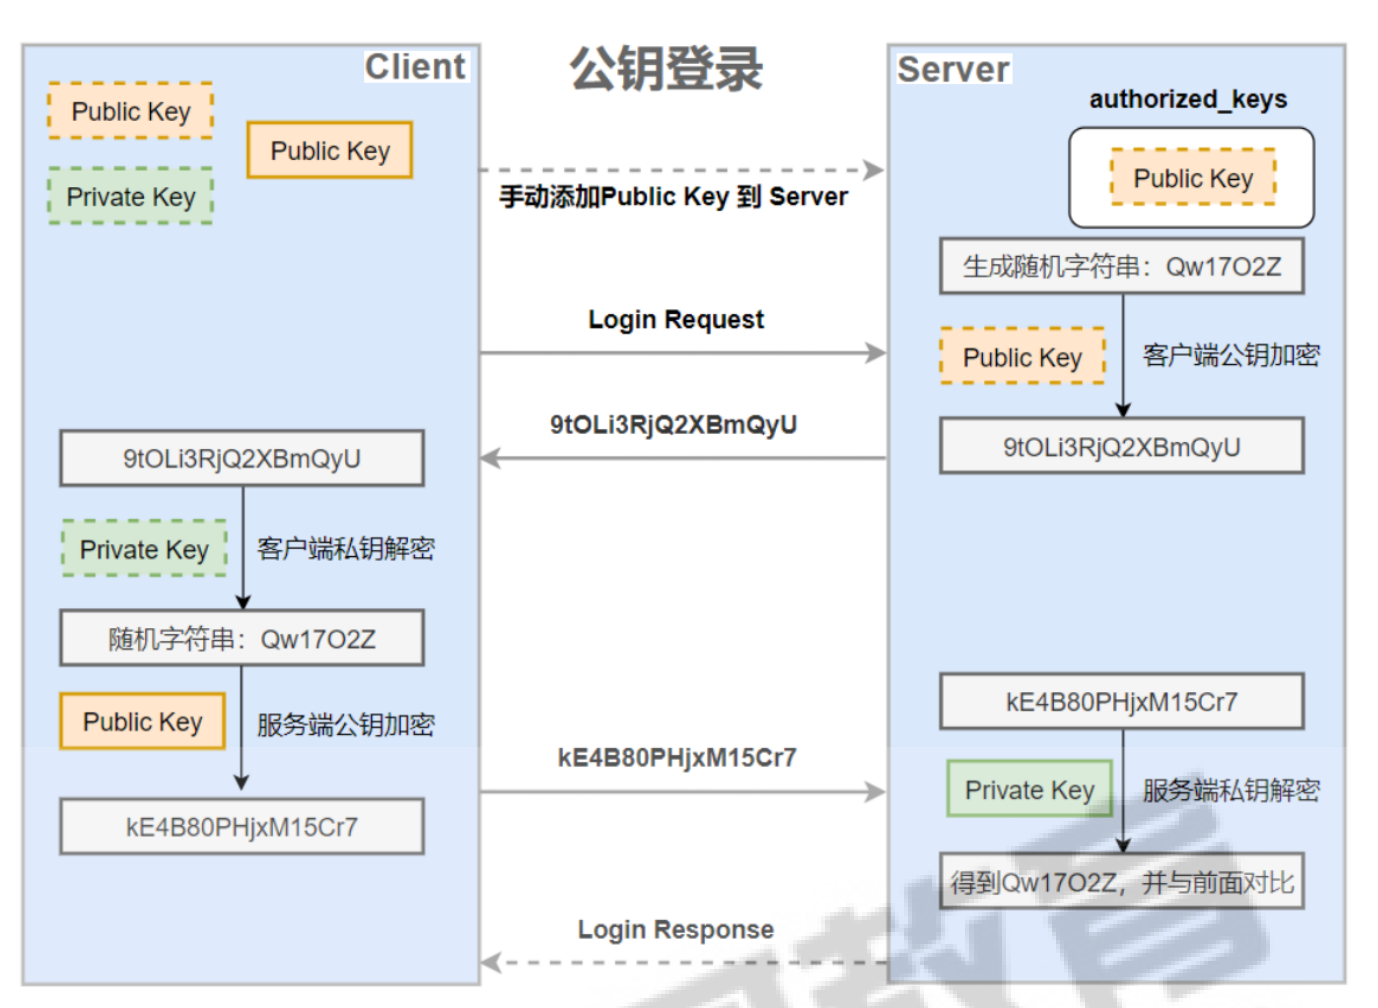 公钥登录
Client
Public Key
Public Key
Private Key
手动添加Public Key 到 Server
Server
authorized_keys
Public Key
生成随机字符串：Qw17O2Z
Login Request
Public Key
客户端公钥加密
9tOLi3RjQ2XBmQyU
9tOLi3RjQ2XBmQyU
9tOLi3RjQ2XBmQyU
Private Key
客户端私钥解密
随机字符串：Qw17O2Z
Public Key
服务端公钥加密
kE4B80PHjxM15Cr7
kE4B80PHjxM15Cr7
kE4B80PHjxM15Cr7
Private Key
服务端私钥解密
得到Qw17O2Z，并与前面对比
Login Response
教育